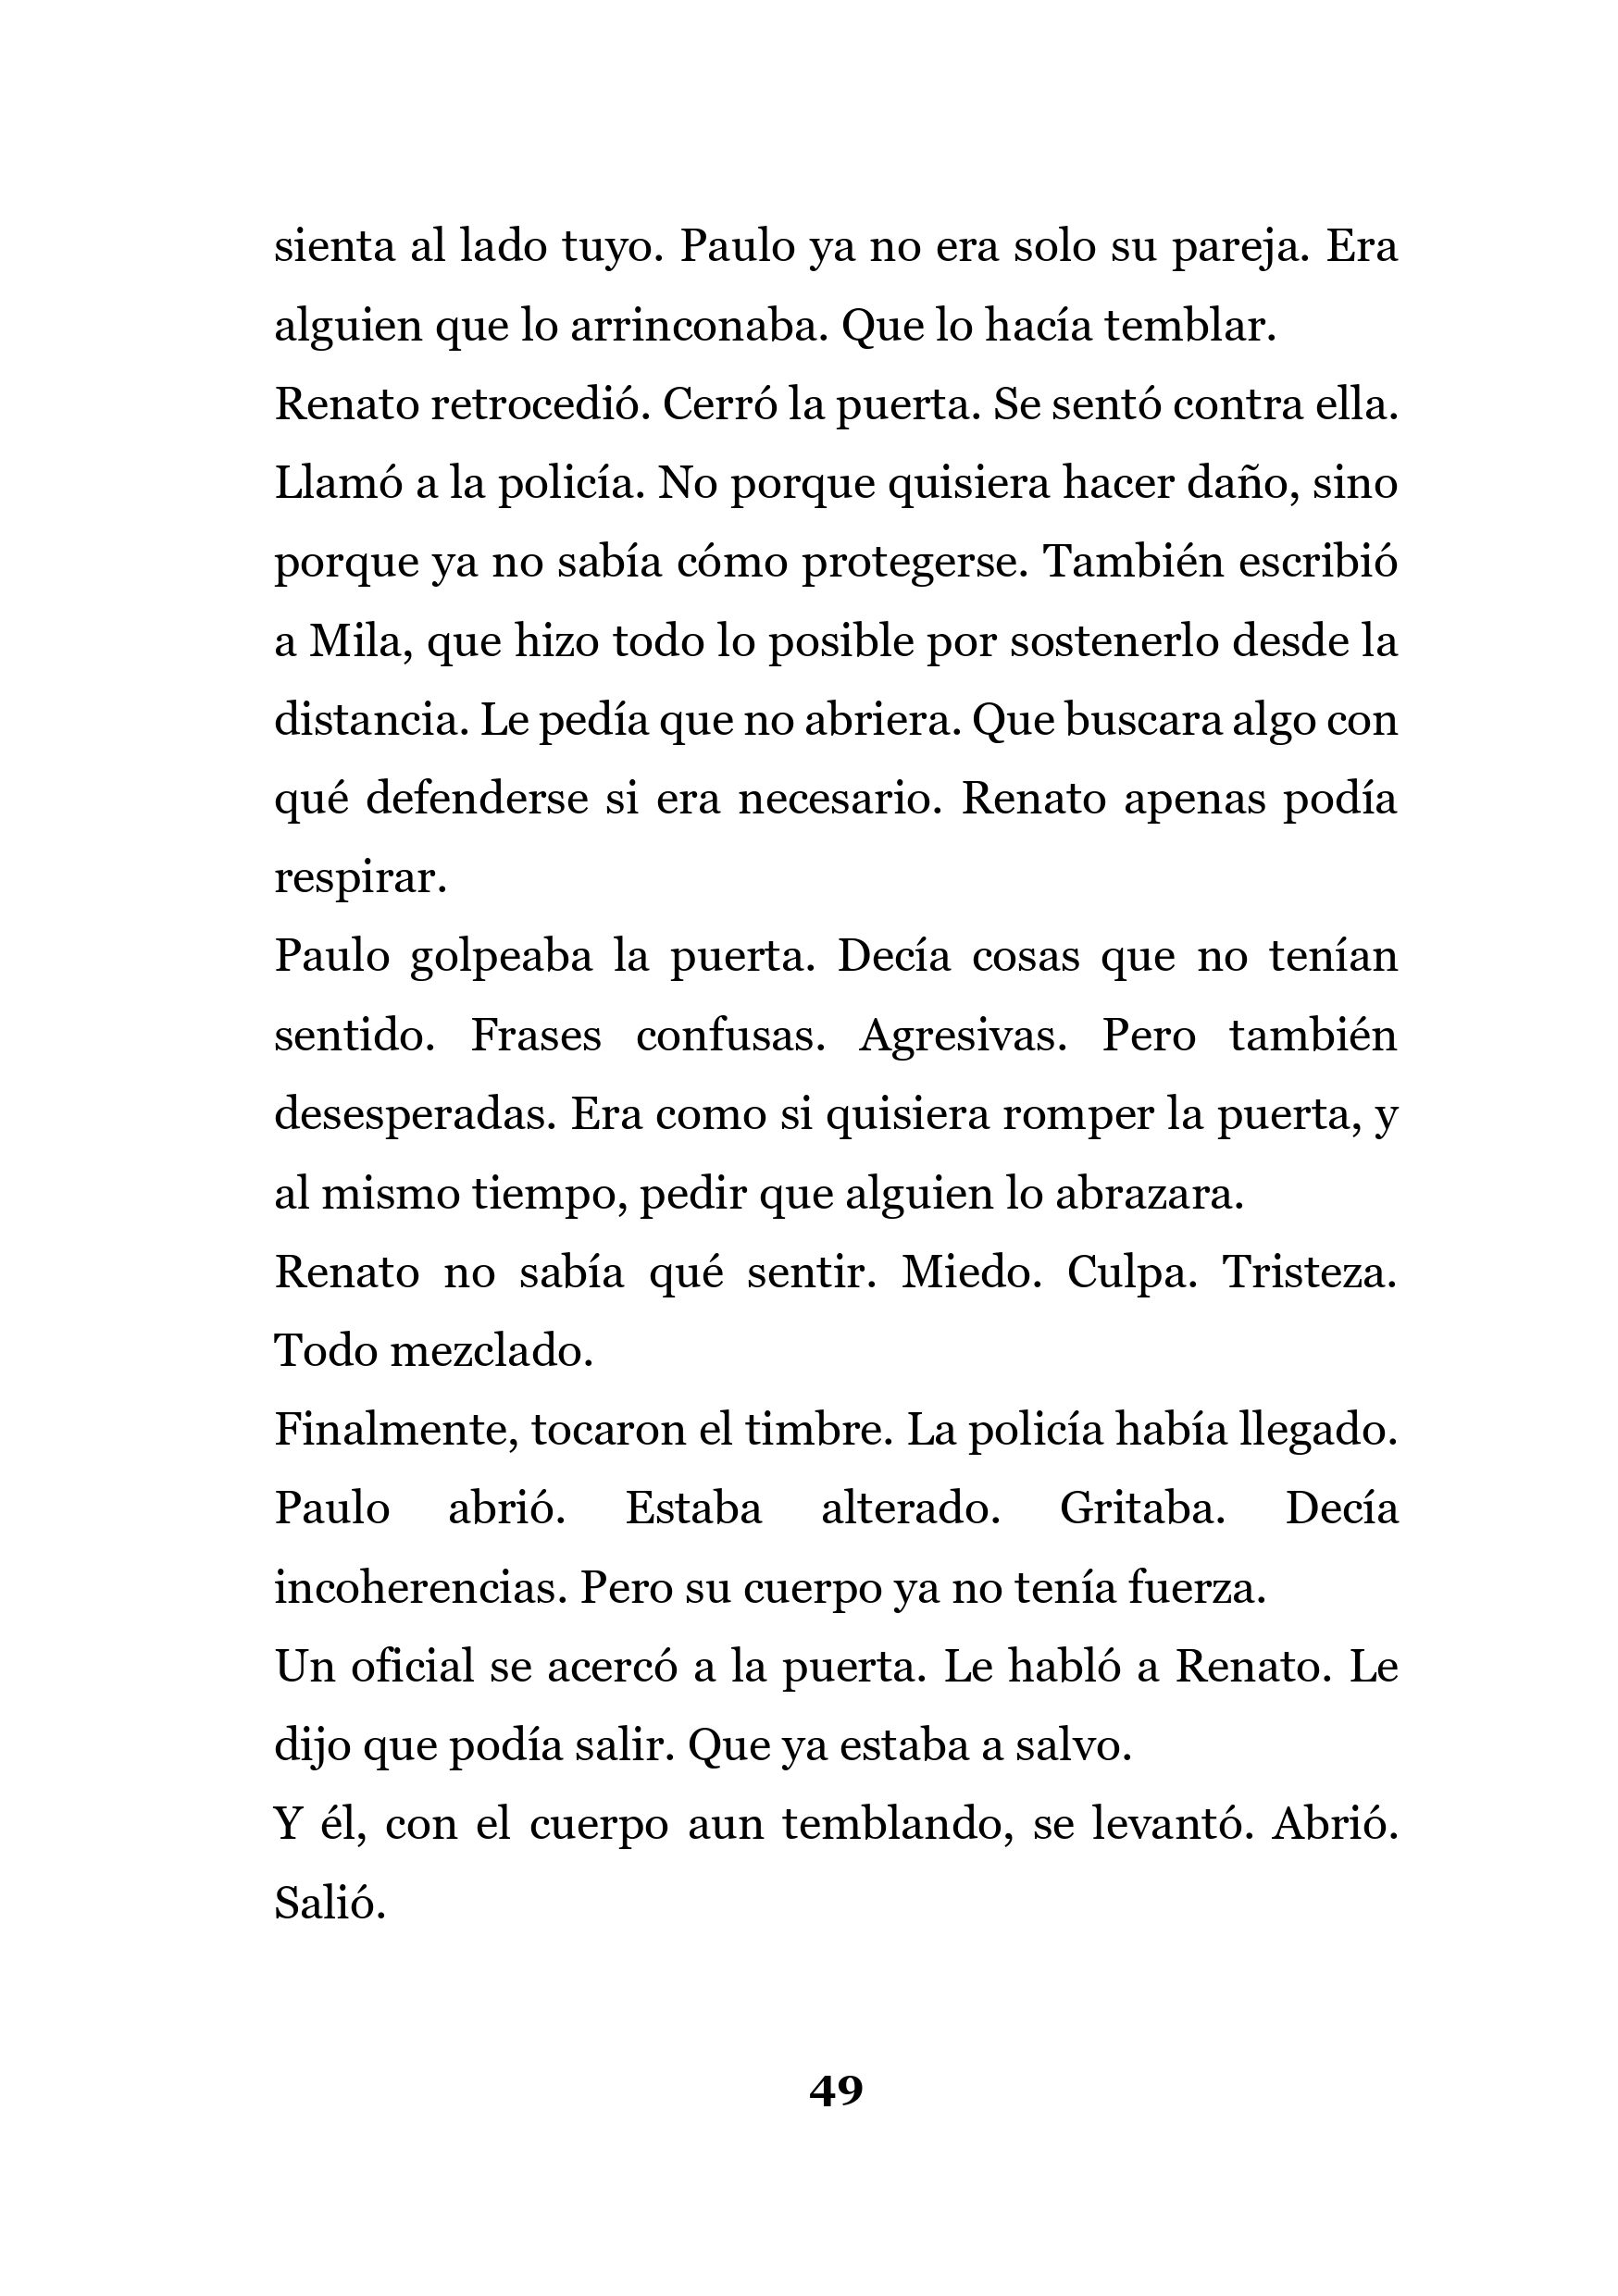 sienta al lado tuyo. Paulo ya no era solo su pareja. Era
alguien que lo arrinconaba. Que lo hacía temblar.
Renato retrocedió. Cerró la puerta. Se sentó contra ella.
Llamó a la policía. No porque quisiera hacer daño, sino
porque ya no sabía cómo protegerse. También escribió
a Mila, que hizo todo lo posible por sostenerlo desde la
distancia. Le pedía que no abriera. Que buscara algo con
qué defenderse si era necesario. Renato apenas podía
respirar.
Paulo golpeaba la puerta. Decía cosas que no tenían
sentido. Frases confusas. Agresivas. Pero también
desesperadas. Era como si quisiera romper la puerta, y
al mismo tiempo, pedir que alguien lo abrazara.
Renato no sabía qué sentir. Miedo. Culpa. Tristeza.
Todo mezclado.
Finalmente, tocaron el timbre. La policía había llegado.
Paulo abrió. Estaba alterado. Gritaba. Decía
incoherencias. Pero su cuerpo ya no tenía fuerza.
Un oficial se acercó a la puerta. Le habló a Renato. Le
dijo que podía salir. Que ya estaba a salvo.
Y él, con el cuerpo aun temblando, se levantó. Abrió.
Salió.
49